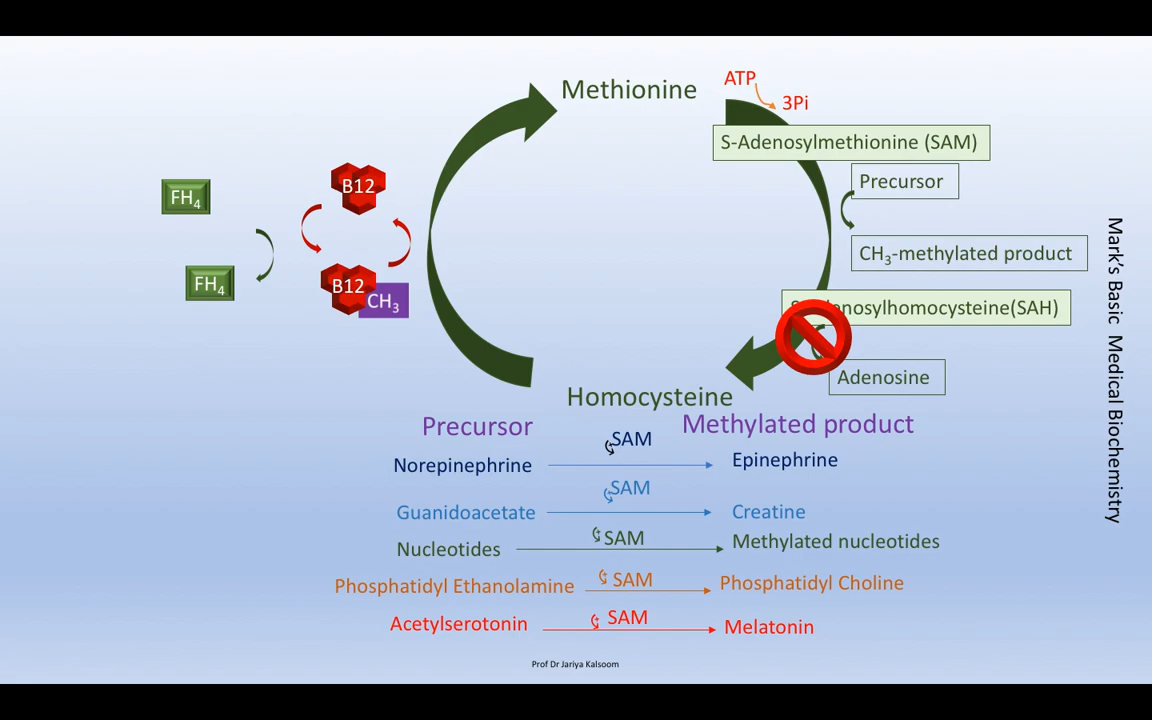 Methionine
ATP
3Pi
S-Adenosylmethionine (SAM)
Precursor
CH₃-methylated product
FH₄
B12
FH₄
B12
CH₃
S-Adenosylhomocysteine(SAH)
Adenosine
Homocysteine
Precursor
Methylated product
Norepinephrine
SAM
Epinephrine
Guanidoacetate
SAM
Creatine
Nucleotides
SAM
Methylated nucleotides
Phosphatidyl Ethanolamine
SAM
Phosphatidyl Choline
Acetylserotonin
SAM
Melatonin
Prof Dr Jariya Kalsoom
Mark's Basic Medical Biochemistry